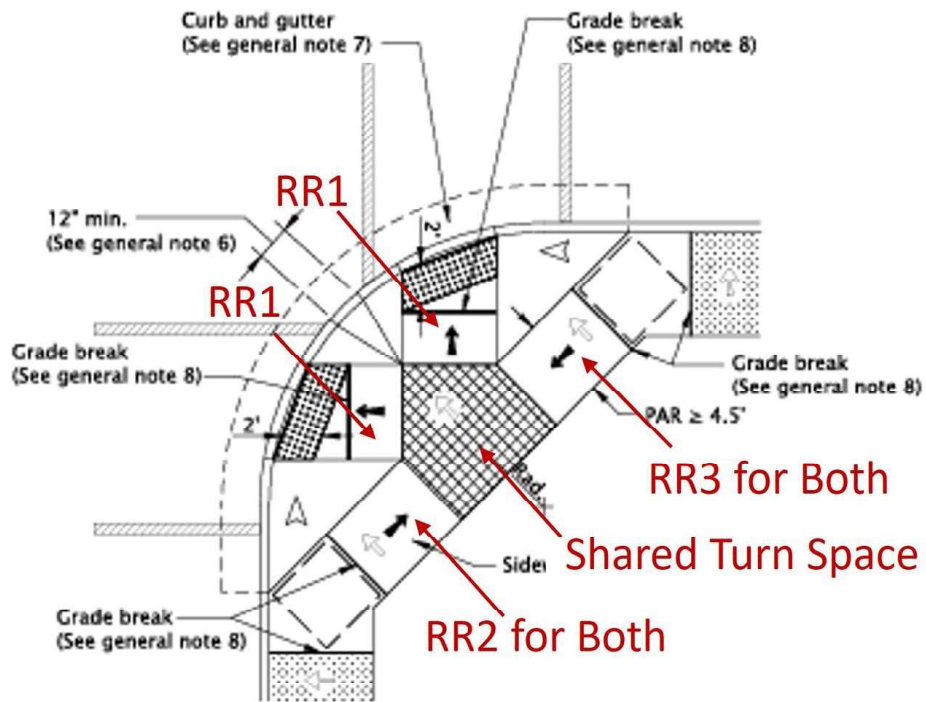 Curb and gutter
(See general note 7)
Grade break
(See general note 8)
RR1
12" min.
(See general note 6)
2'
RR1
Grade break
(See general note 8)
2'
Grade break
(See general note 8)
PAR ≥ 4.5'
RR3 for Both
Rad.
Shared Turn Space
RR2 for Both
Grade break
(See general note 8)